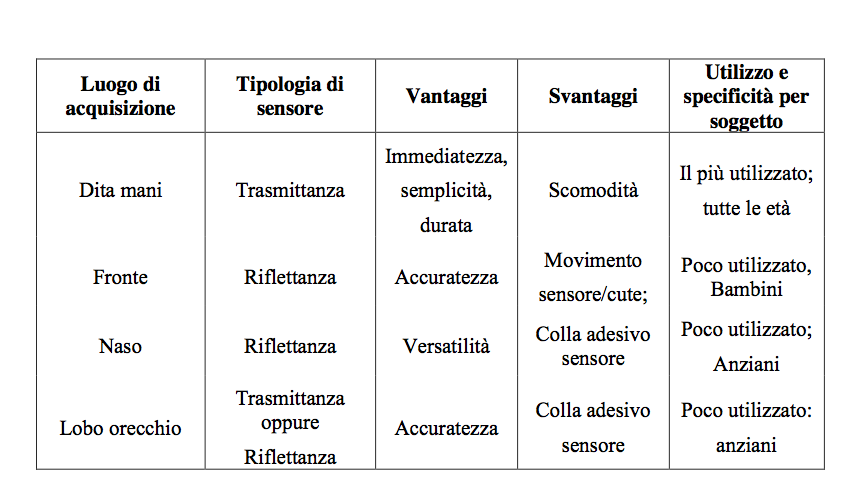 Luogo di acquisizione | Tipologia di sensore | Vantaggi | Svantaggi | Utilizzo e specificità per soggetto
Dita mani | Trasmittanza | Immediatezza, semplicità, durata | Scomodità | Il più utilizzato; tutte le età
Fronte | Riflettanza | Accuratezza | Movimento sensore/cute; | Poco utilizzato, Bambini
Naso | Riflettanza | Versatilità | Colla adesivo sensore | Poco utilizzato; Anziani
Lobo orecchio | Trasmittanza oppure Riflettanza | Accuratezza | Colla adesivo sensore | Poco utilizzato: anziani